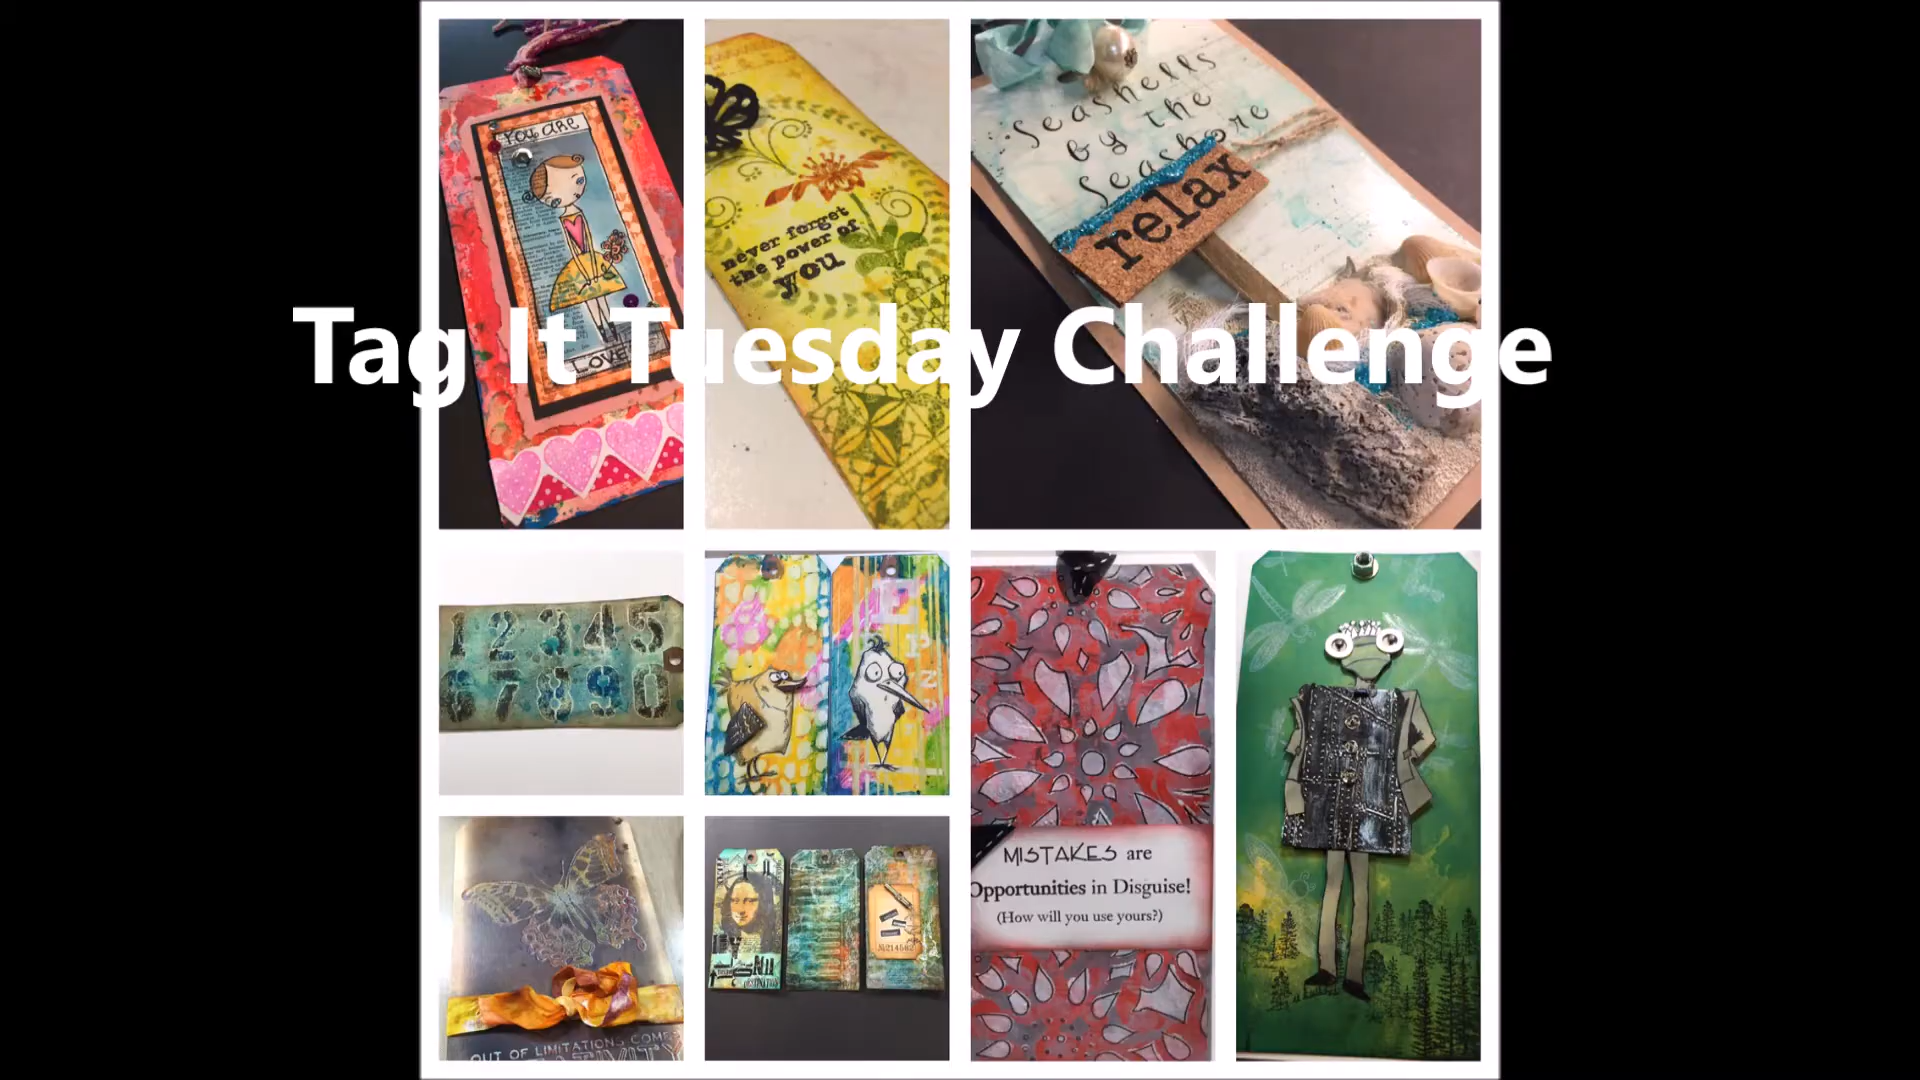 YOU ARE
LOVE
never forget
the power of
you
Seashells
by the
Seashore
relax
Tag It Tuesday Challenge
12345
67890
MISTAKES are
Opportunities in Disguise!
(How will you use yours?)
OUT OF LIMITATIONS COMES